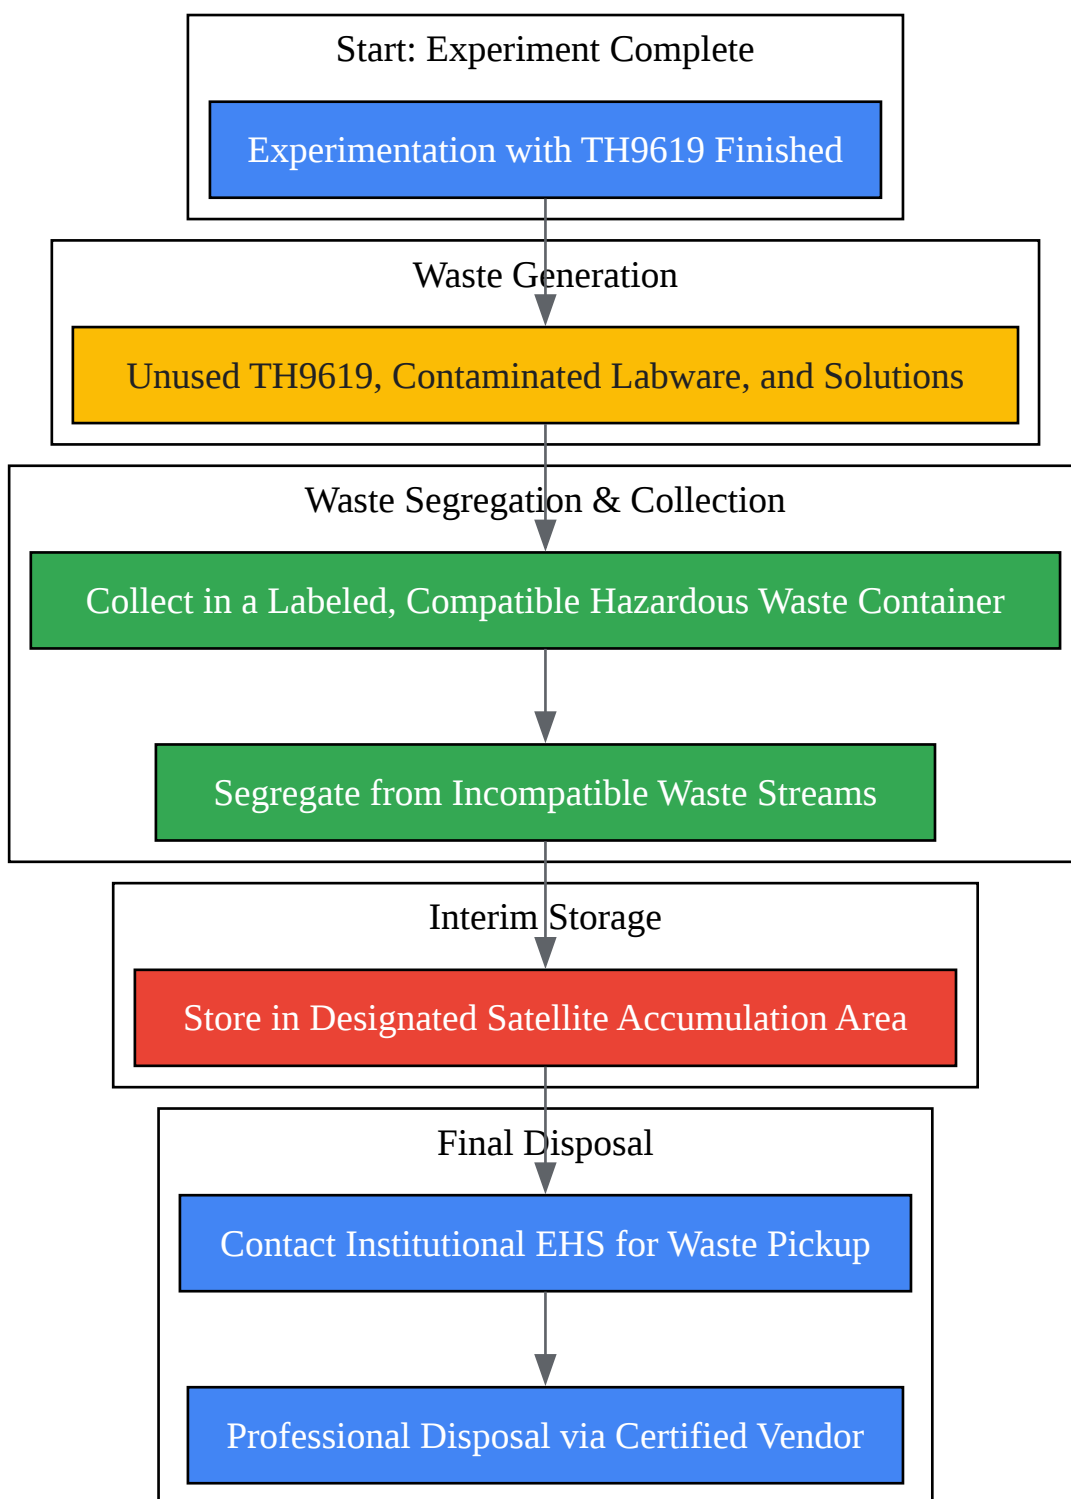 Start: Experiment Complete
Experimentation with TH9619 Finished
Waste Generation
Unused TH9619, Contaminated Labware, and Solutions
Waste Segregation & Collection
Collect in a Labeled, Compatible Hazardous Waste Container
Segregate from Incompatible Waste Streams
Interim Storage
Store in Designated Satellite Accumulation Area
Final Disposal
Contact Institutional EHS for Waste Pickup
Professional Disposal via Certified Vendor